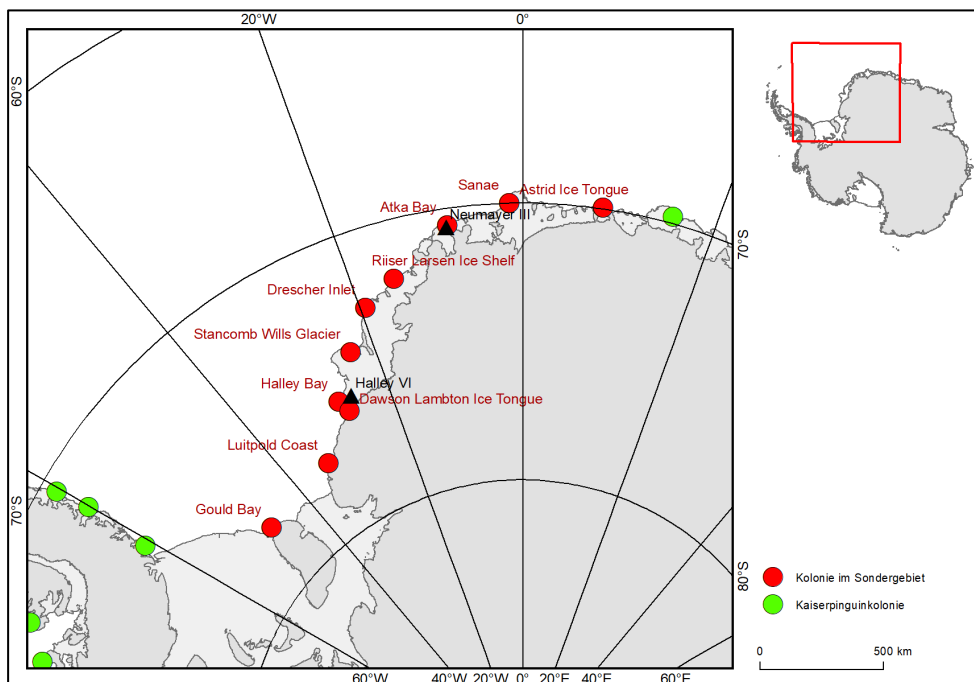 20°W
0°
60°S
Sanae
Astrid Ice Tongue
Atka Bay
Neumayer III
70°S
Riiser Larsen Ice Shelf
Drescher Inlet
Stancomb Wills Glacier
Halley Bay
Halley VI
Dawson Lambton Ice Tongue
Luitpold Coast
Gould Bay
70°S
80°S
Kolonie im Sondergebiet
Kaiserpinguinkolonie
0
500 km
60°W
40°W
20°W
0°
20°E
40°E
60°E